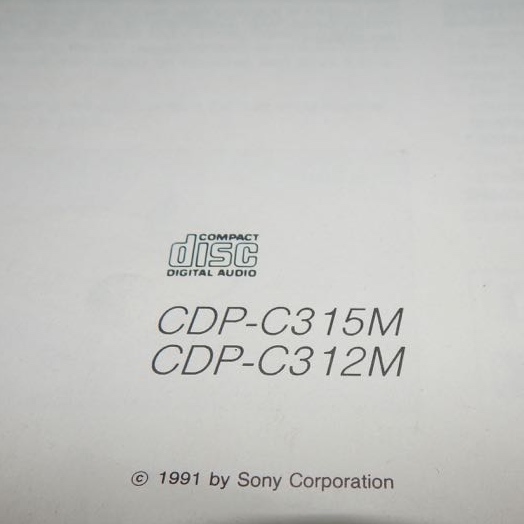 COMPACT
disc
DIGITAL AUDIO
CDP-C315M
CDP-C312M
© 1991 by Sony Corporation